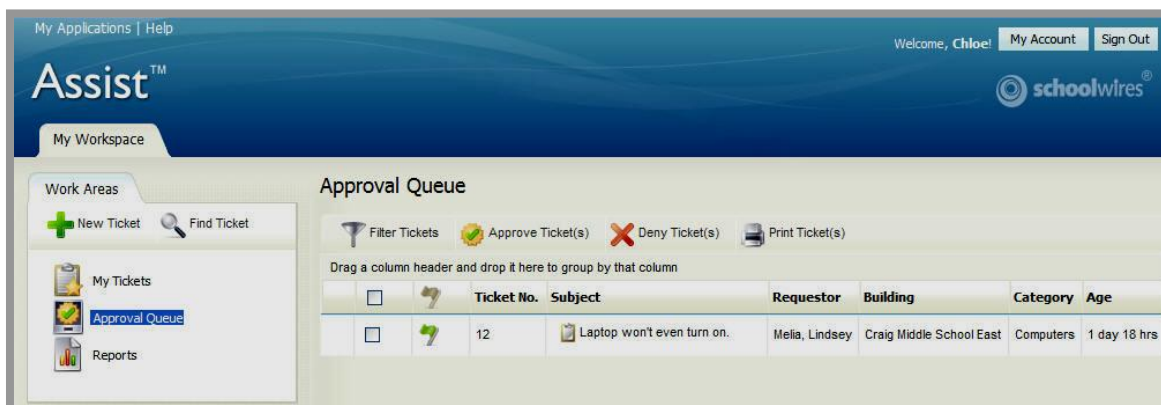 My Applications | Help
Welcome, Chloe! My Account Sign Out
Assist™
schoolwires®
My Workspace
Work Areas
New Ticket Find Ticket
My Tickets
Approval Queue
Reports
Approval Queue
Filter Tickets Approve Ticket(s) Deny Ticket(s) Print Ticket(s)
Drag a column header and drop it here to group by that column
Ticket No. Subject Requestor Building Category Age
12 Laptop won't even turn on. Melia, Lindsey Craig Middle School East Computers 1 day 18 hrs